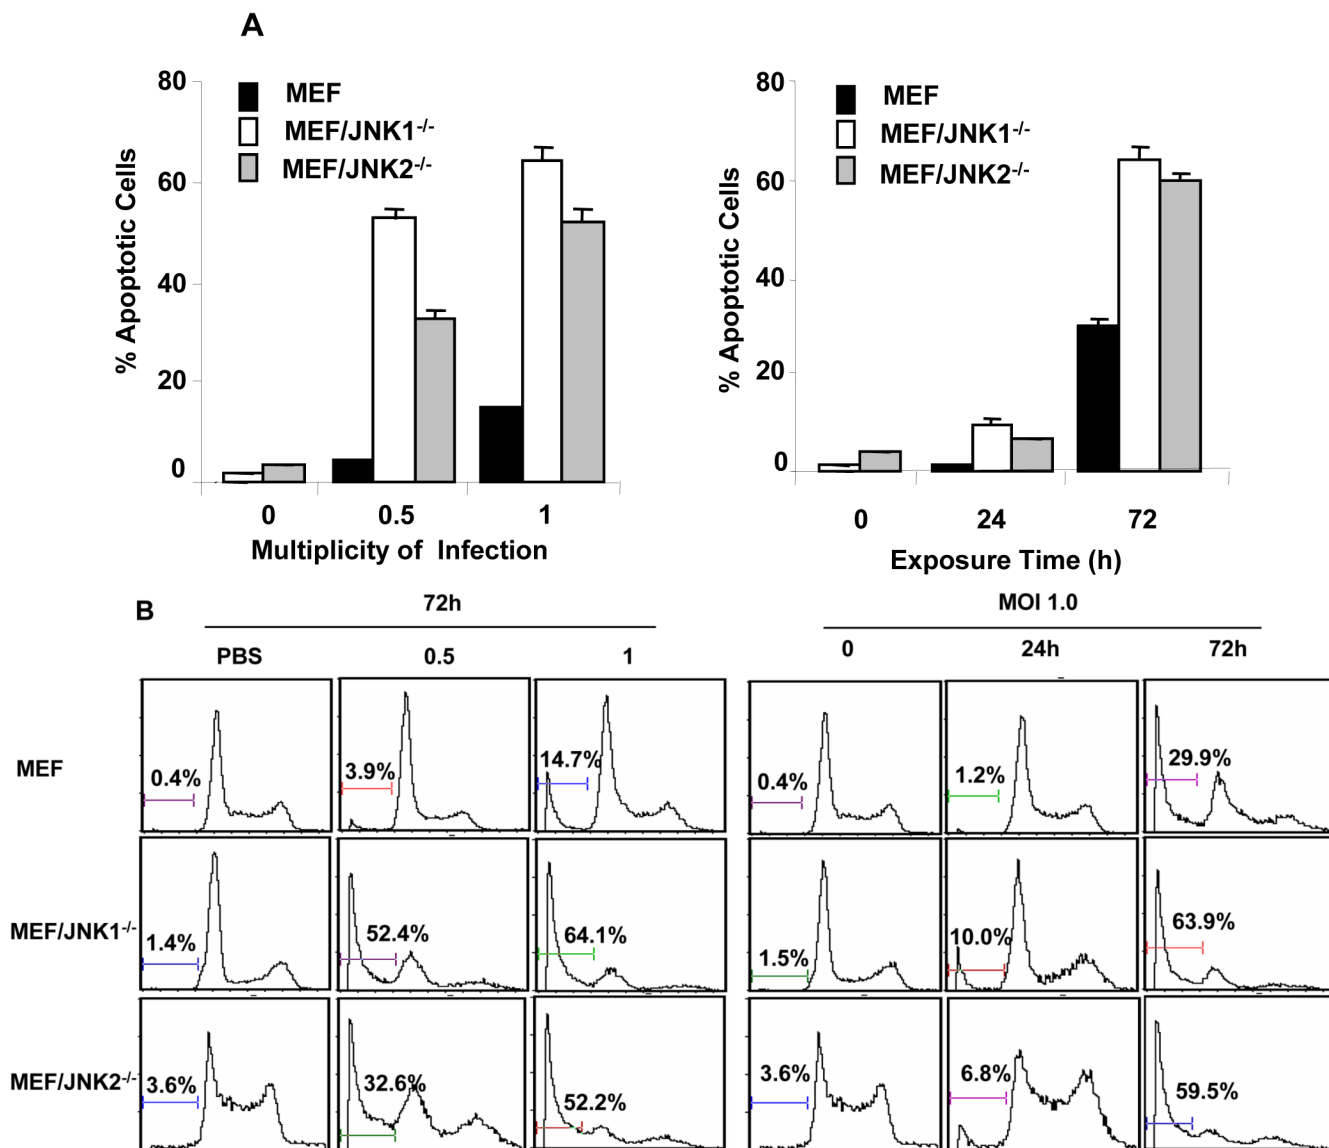 A
80
60
40
20
0
% Apoptotic Cells
MEF
MEF/JNK1-/-
MEF/JNK2-/-
0 0.5 1
Multiplicity of Infection
80
60
40
20
0
% Apoptotic Cells
MEF
MEF/JNK1-/-
MEF/JNK2-/-
0 24 72
Exposure Time (h)
B
72h
MOI 1.0
PBS 0.5 1
0 24h 72h
MEF
0.4% 3.9% 14.7% 0.4% 1.2% 29.9%
MEF/JNK1-/-
1.4% 52.4% 64.1% 1.5% 10.0% 63.9%
MEF/JNK2-/-
3.6% 32.6% 52.2% 3.6% 6.8% 59.5%